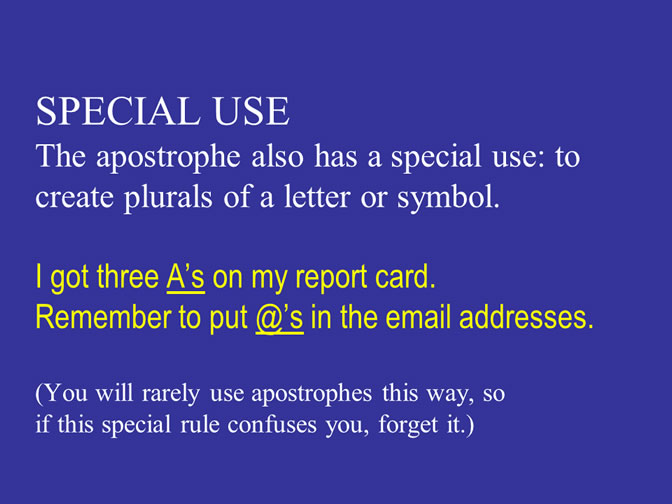 SPECIAL USE
The apostrophe also has a special use: to
create plurals of a letter or symbol.
I got three A’s on my report card.
Remember to put @’s in the email addresses.
(You will rarely use apostrophes this way, so
if this special rule confuses you, forget it.)